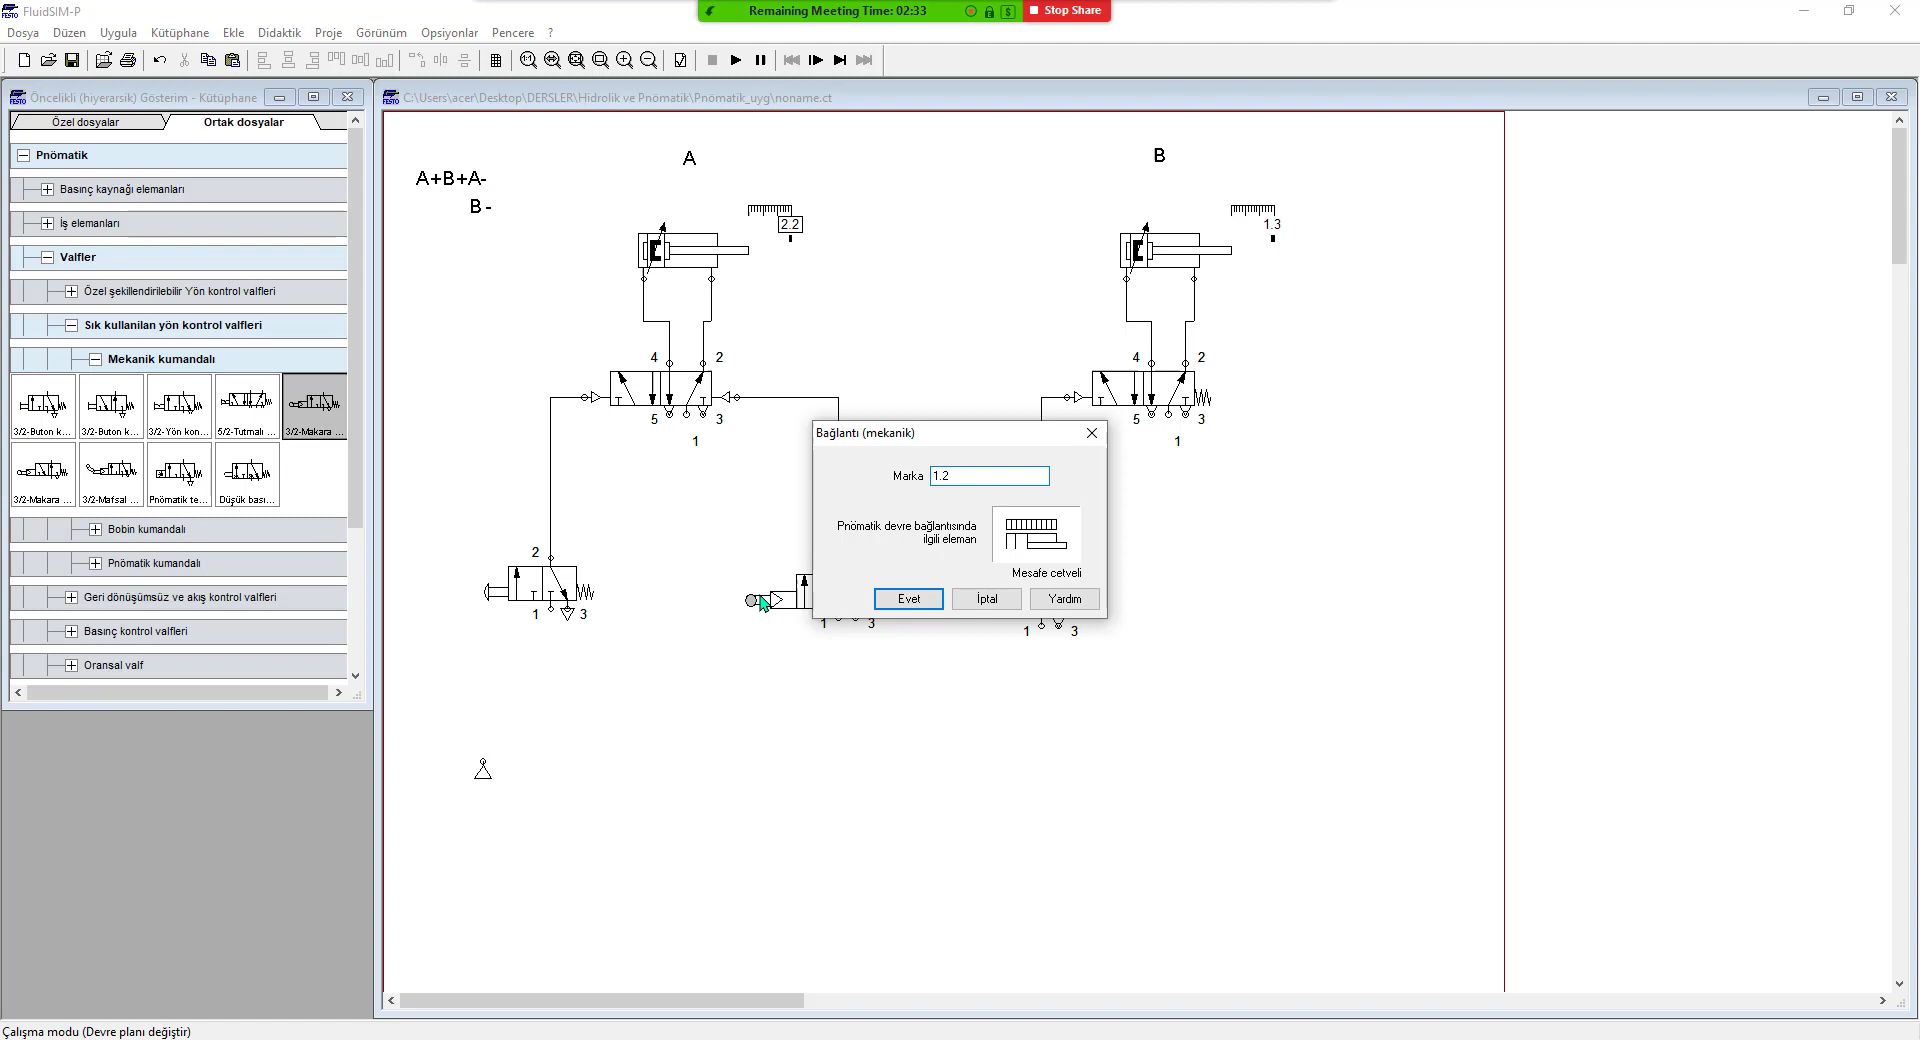 FESTO FluidSIM-P
Remaining Meeting Time: 02:33 Stop Share
Dosya Düzen Uygula Kütüphane Ekle Didaktik Proje Görünüm Opsiyonlar Pencere ?
FESTO Öncelikli (hiyerarsik) Gösterim - Kütüphane
FESTO C:\Users\acer\Desktop\DERSLER\Hidrolik ve Pnömatik\Pnömatik_uyg\noname.ct
Özel dosyalar Ortak dosyalar
Pnömatik
Basınç kaynağı elemanları
İş elemanları
Valfler
Özel şekillendirilebilir Yön kontrol valfleri
Sık kullanilan yön kontrol valfleri
Mekanik kumandalı
3/2-Buton k... 3/2-Buton k... 3/2-Yön kon... 5/2-Tutmalı ... 3/2-Makara ...
3/2-Makara ... 3/2-Mafsal ... Pnömatik te... Düşük bası...
Bobin kumandalı
Pnömatik kumandalı
Geri dönüşümsüz ve akış kontrol valfleri
Basınç kontrol valfleri
Oransal valf
A B
A+B+A-
B -
2.2 1.3
4 2 4 2
5 3 5 3
1 1
2
1 3
1 3 1 3
Bağlantı (mekanik)
Marka 1.2
Pnömatik devre bağlantısında
ilgili eleman
Mesafe cetveli
Evet İptal Yardım
Çalışma modu (Devre planı değiştir)